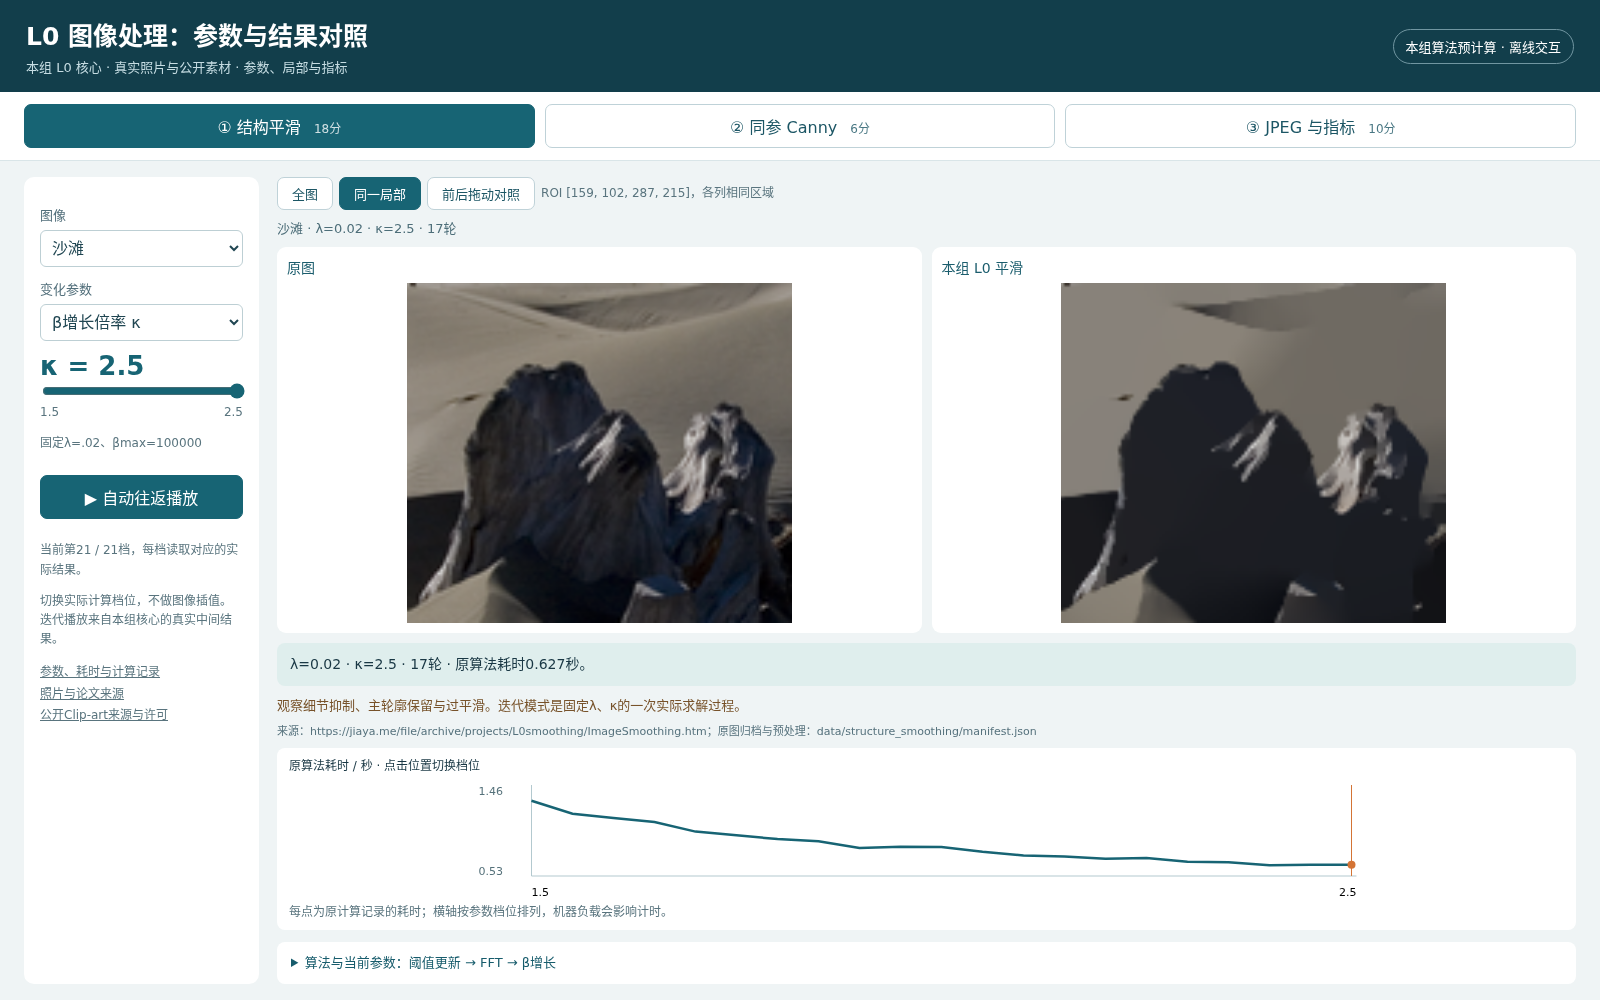 L0 图像处理：参数与结果对照
本组 L0 核心 · 真实照片与公开素材 · 参数、局部与指标
本组算法预计算 · 离线交互
① 结构平滑 18分
② 同参 Canny 6分
③ JPEG 与指标 10分
图像
沙滩
变化参数
β增长倍率 κ
κ = 2.5
1.5 2.5
固定λ=.02、βmax=100000
▶ 自动往返播放
当前第21 / 21档，每档读取对应的实
际结果。
切换实际计算档位，不做图像插值。
迭代播放来自本组核心的真实中间结
果。
参数、耗时与计算记录
照片与论文来源
公开Clip-art来源与许可
全图 同一局部 前后拖动对照 ROI [159, 102, 287, 215]，各列相同区域
沙滩 · λ=0.02 · κ=2.5 · 17轮
原图
本组 L0 平滑
λ=0.02 · κ=2.5 · 17轮 · 原算法耗时0.627秒。
观察细节抑制、主轮廓保留与过平滑。迭代模式是固定λ、κ的一次实际求解过程。
来源：https://jiaya.me/file/archive/projects/L0smoothing/ImageSmoothing.htm；原图归档与预处理：data/structure_smoothing/manifest.json
原算法耗时 / 秒 · 点击位置切换档位
1.46
0.53
1.5 2.5
每点为原计算记录的耗时；横轴按参数档位排列，机器负载会影响计时。
▶ 算法与当前参数：阈值更新 → FFT → β增长